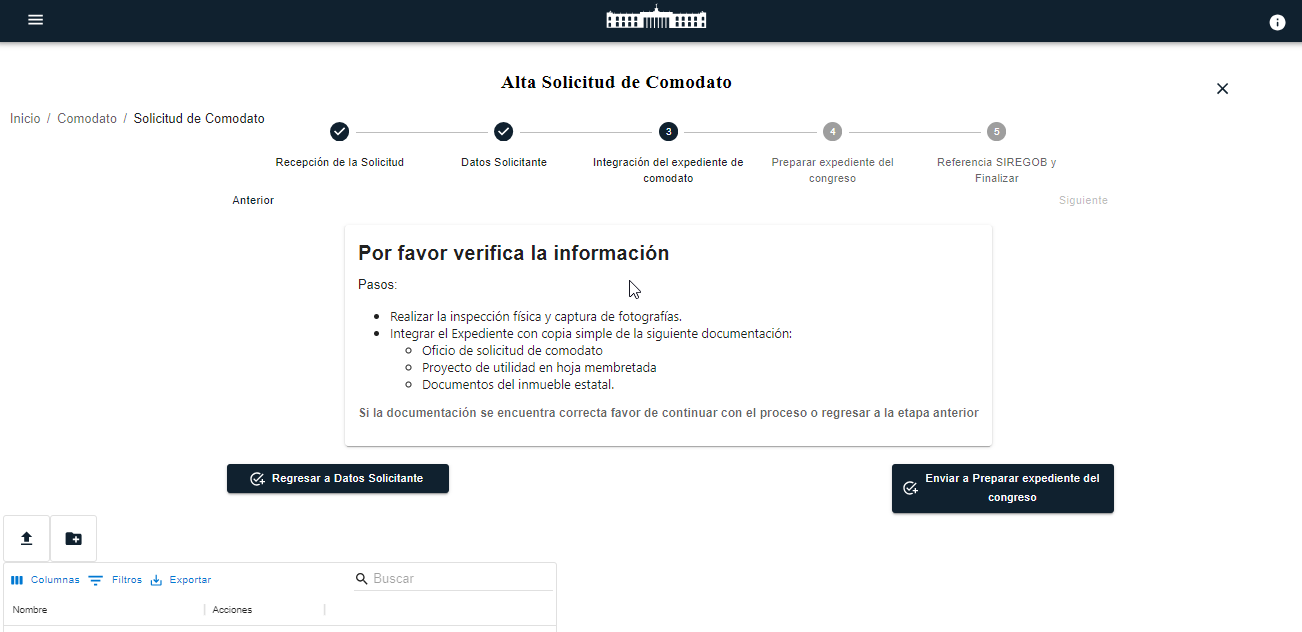 Alta Solicitud de Comodato
Inicio / Comodato / Solicitud de Comodato
3
4
5
Recepción de la Solicitud
Datos Solicitante
Integración del expediente de
comodato
Preparar expediente del
congreso
Referencia SIREGOB y
Finalizar
Anterior
Siguiente
Por favor verifica la información
Pasos:
Realizar la inspección física y captura de fotografías.
Integrar el Expediente con copia simple de la siguiente documentación:
Oficio de solicitud de comodato
Proyecto de utilidad en hoja membretada
Documentos del inmueble estatal.
Si la documentación se encuentra correcta favor de continuar con el proceso o regresar a la etapa anterior
Regresar a Datos Solicitante
Enviar a Preparar expediente del
congreso
Columnas Filtros Exportar Buscar
Nombre Acciones